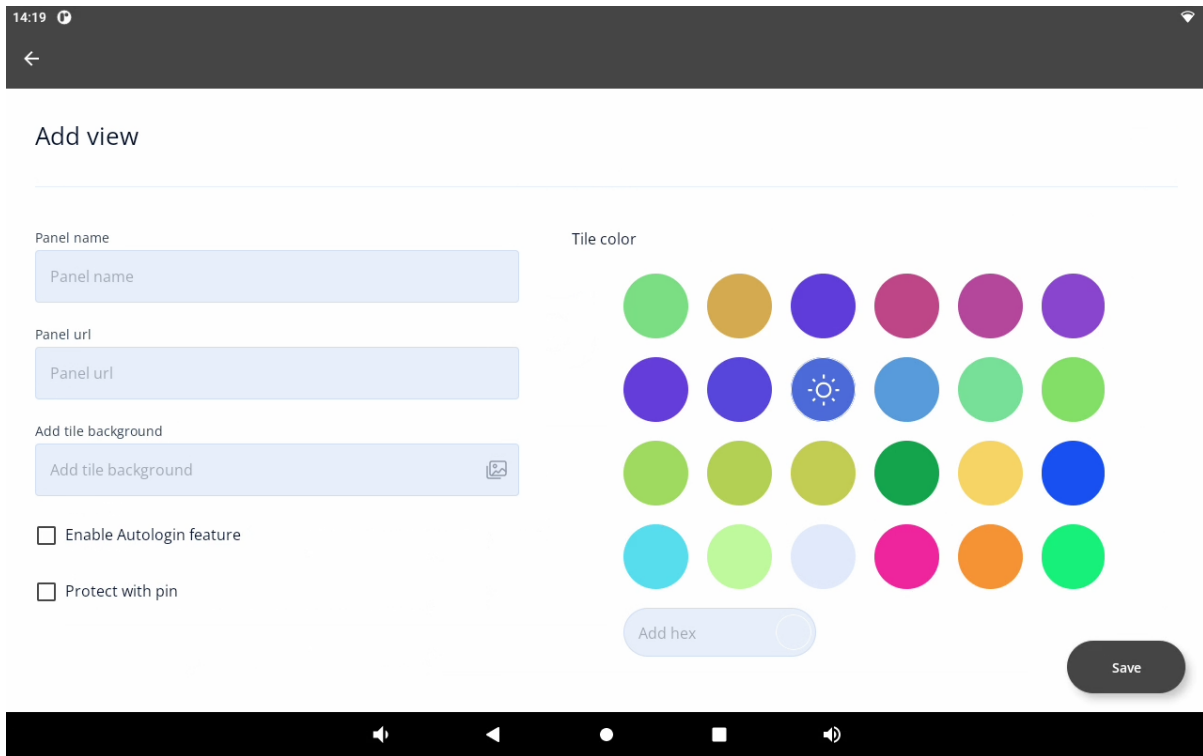 14:19
Add view
Panel name
Panel name
Panel url
Panel url
Add tile background
Add tile background
Enable Autologin feature
Protect with pin
Tile color
Add hex
Save